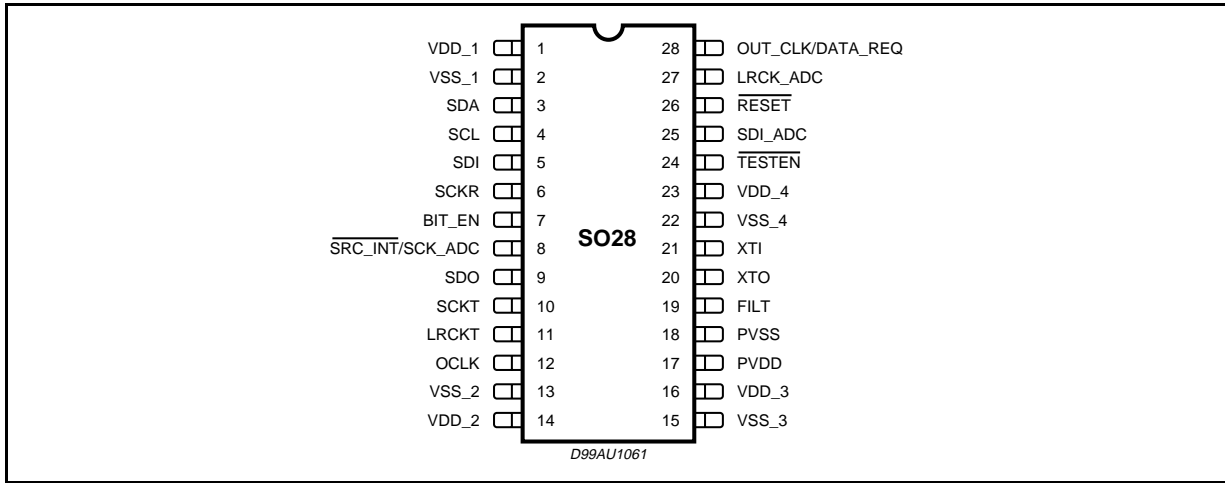 VDD_1 1 28 OUT_CLK/DATA_REQ
VSS_1 2 27 LRCK_ADC
SDA 3 26 RESET
SCL 4 25 SDI_ADC
SDI 5 24 TESTEN
SCKR 6 23 VDD_4
BIT_EN 7 22 VSS_4
SRC_INT/SCK_ADC 8 21 XTI
SO28
SDO 9 20 XTO
SCKT 10 19 FILT
LRCKT 11 18 PVSS
OCLK 12 17 PVDD
VSS_2 13 16 VDD_3
VDD_2 14 15 VSS_3
D99AU1061